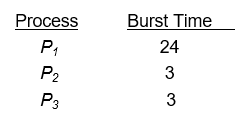 Process Burst Time
P₁ 24
P₂ 3
P₃ 3